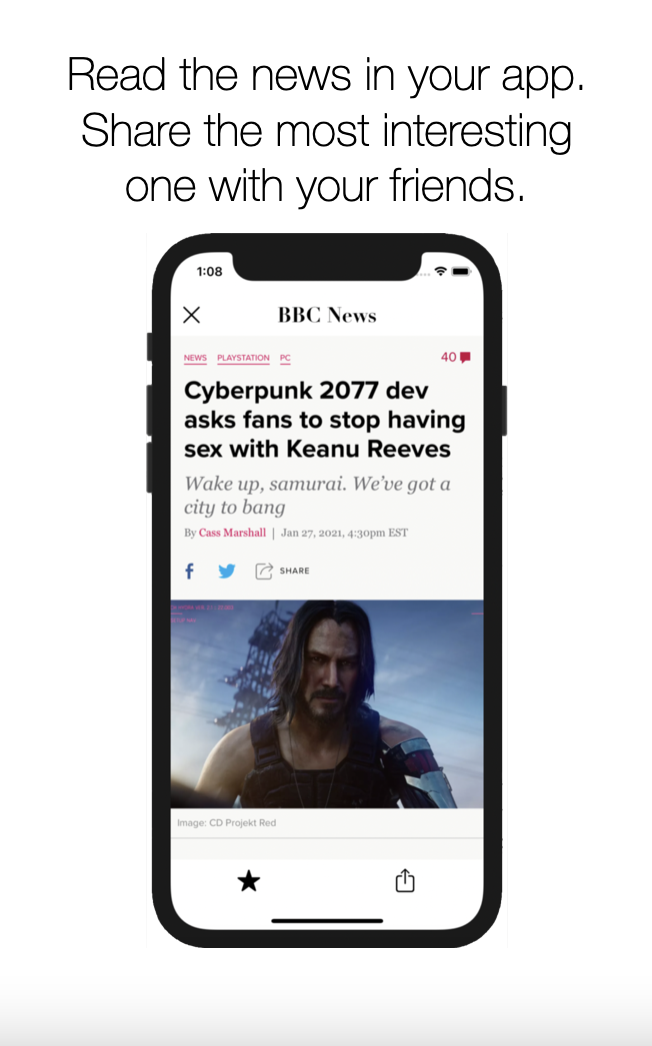 Read the news in your app.
Share the most interesting
one with your friends.
1:08
BBC News
NEWS PLAYSTATION PC 40
Cyberpunk 2077 dev
asks fans to stop having
sex with Keanu Reeves
Wake up, samurai. We've got a
city to bang
By Cass Marshall | Jan 27, 2021, 4:30pm EST
SHARE
Image: CD Projekt Red